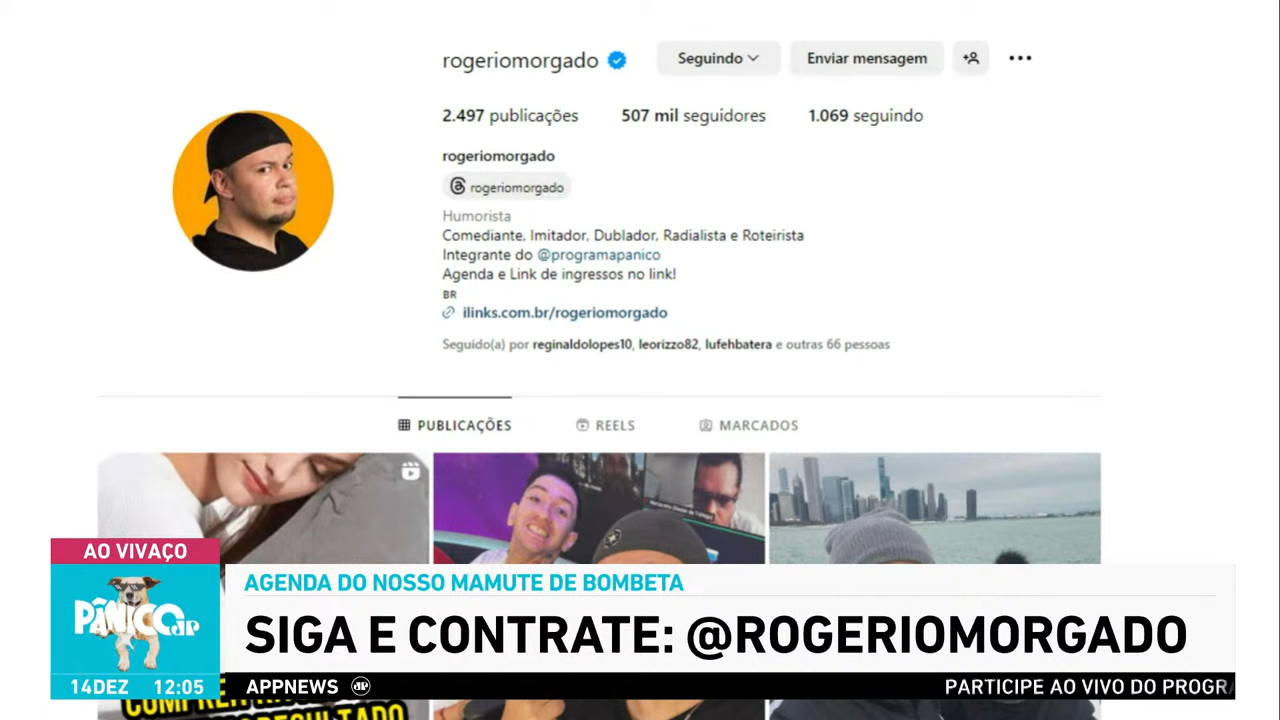 rogeriomorgado Seguindo Enviar mensagem
2.497 publicações 507 mil seguidores 1.069 seguindo
rogeriomorgado
rogeriomorgado
Humorista
Comediante, Imitador, Dublador, Radialista e Roteirista
Integrante do @programapanico
Agenda e Link de ingressos no link!
BR
ilinks.com.br/rogeriomorgado
Seguido(a) por reginaldolopes10, leorizzo82, lufehbatera e outras 66 pessoas
PUBLICAÇÕES REELS MARCADOS
AO VIVAÇO
PÂNICO JP
AGENDA DO NOSSO MAMUTE DE BOMBETA
SIGA E CONTRATE: @ROGERIOMORGADO
14DEZ 12:05 APPNEWS JP PARTICIPE AO VIVO DO PROGRA